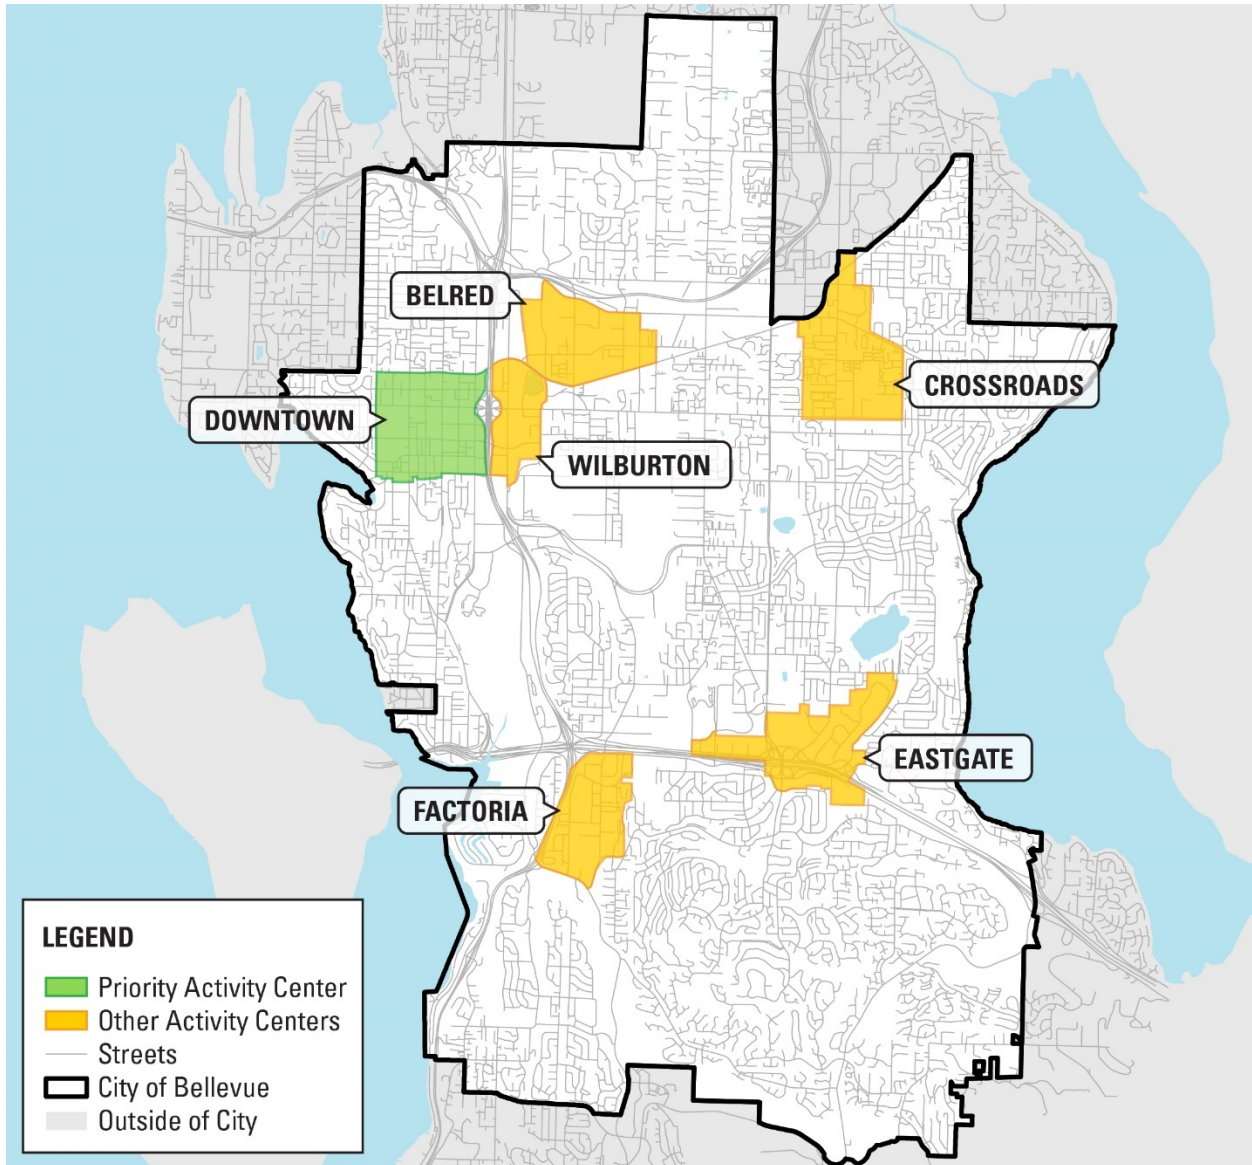 BELRED
CROSSROADS
DOWNTOWN
WILBURTON
EASTGATE
FACTORIA
LEGEND
Priority Activity Center
Other Activity Centers
Streets
City of Bellevue
Outside of City